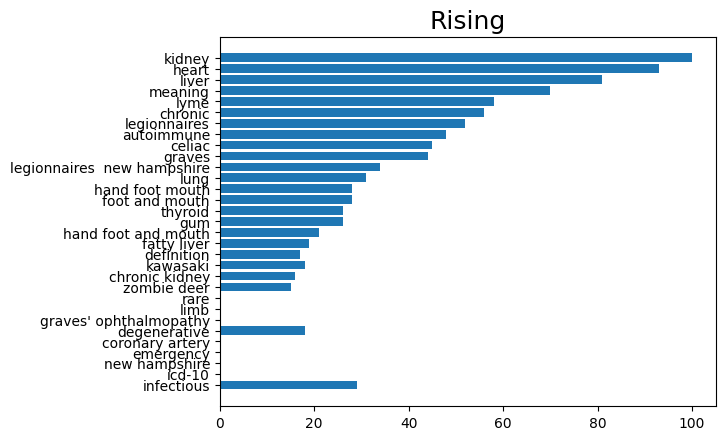 Rising
kidney
heart
liver
meaning
lyme
chronic
legionnaires
autoimmune
celiac
graves
legionnaires  new hampshire
lung
hand foot mouth
foot and mouth
thyroid
gum
hand foot and mouth
fatty liver
definition
kawasaki
chronic kidney
zombie deer
rare
limb
graves' ophthalmopathy
degenerative
coronary artery
emergency
new hampshire
icd-10
infectious
0 20 40 60 80 100